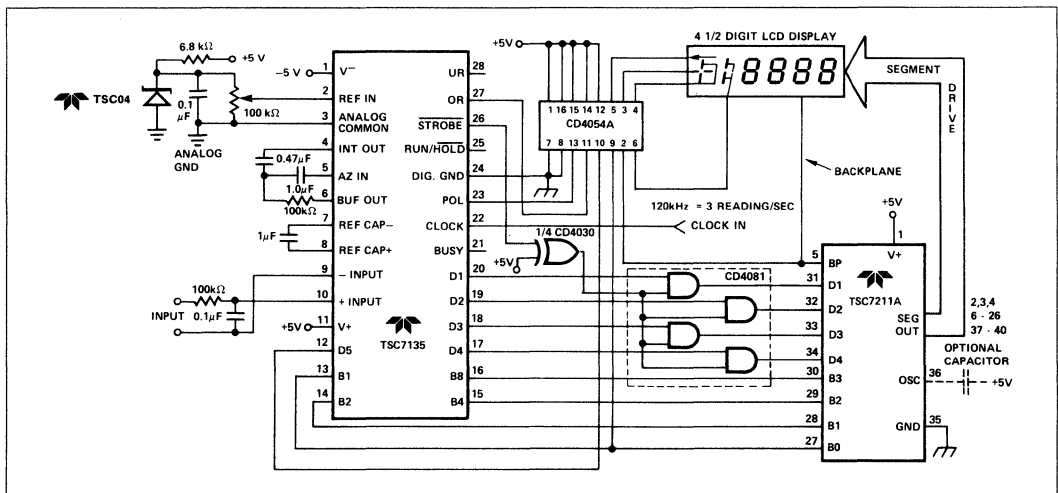 6.8 kΩ
+5 V
TSC04
0.1
μF
100 kΩ
ANALOG
GND
0.47μF
1.0μF
100kΩ
1μF
100kΩ
INPUT
0.1μF
−5 V
+5V
1 V−
2 REF IN
3 ANALOG
COMMON
4 INT OUT
5 AZ IN
6 BUF OUT
7 REF CAP−
8 REF CAP+
9 − INPUT
10 + INPUT
11 V+
12 D5
13 B1
14 B2
TSC7135
UR 28
OR 27
STROBE 26
RUN/HOLD 25
DIG. GND 24
POL 23
CLOCK 22
BUSY 21
D1 20
D2 19
D3 18
D4 17
B8 16
B4 15
+5V
1 16 15 14 12 5 3 4
CD4054A
7 8 13 11 10 9 2 6
4 1/2 DIGIT LCD DISPLAY
8888
SEGMENT
DRIVE
BACKPLANE
120kHz = 3 READING/SEC
CLOCK IN
1/4 CD4030
+5V
CD4081
+5V
1
V+
5 BP
31 D1
32 D2
33 D3
34 D4
30 B3
29 B2
28 B1
27 B0
TSC7211A
SEG
OUT
2,3,4
6 - 26
37 - 40
OPTIONAL
CAPACITOR
OSC 36
+5V
GND 35